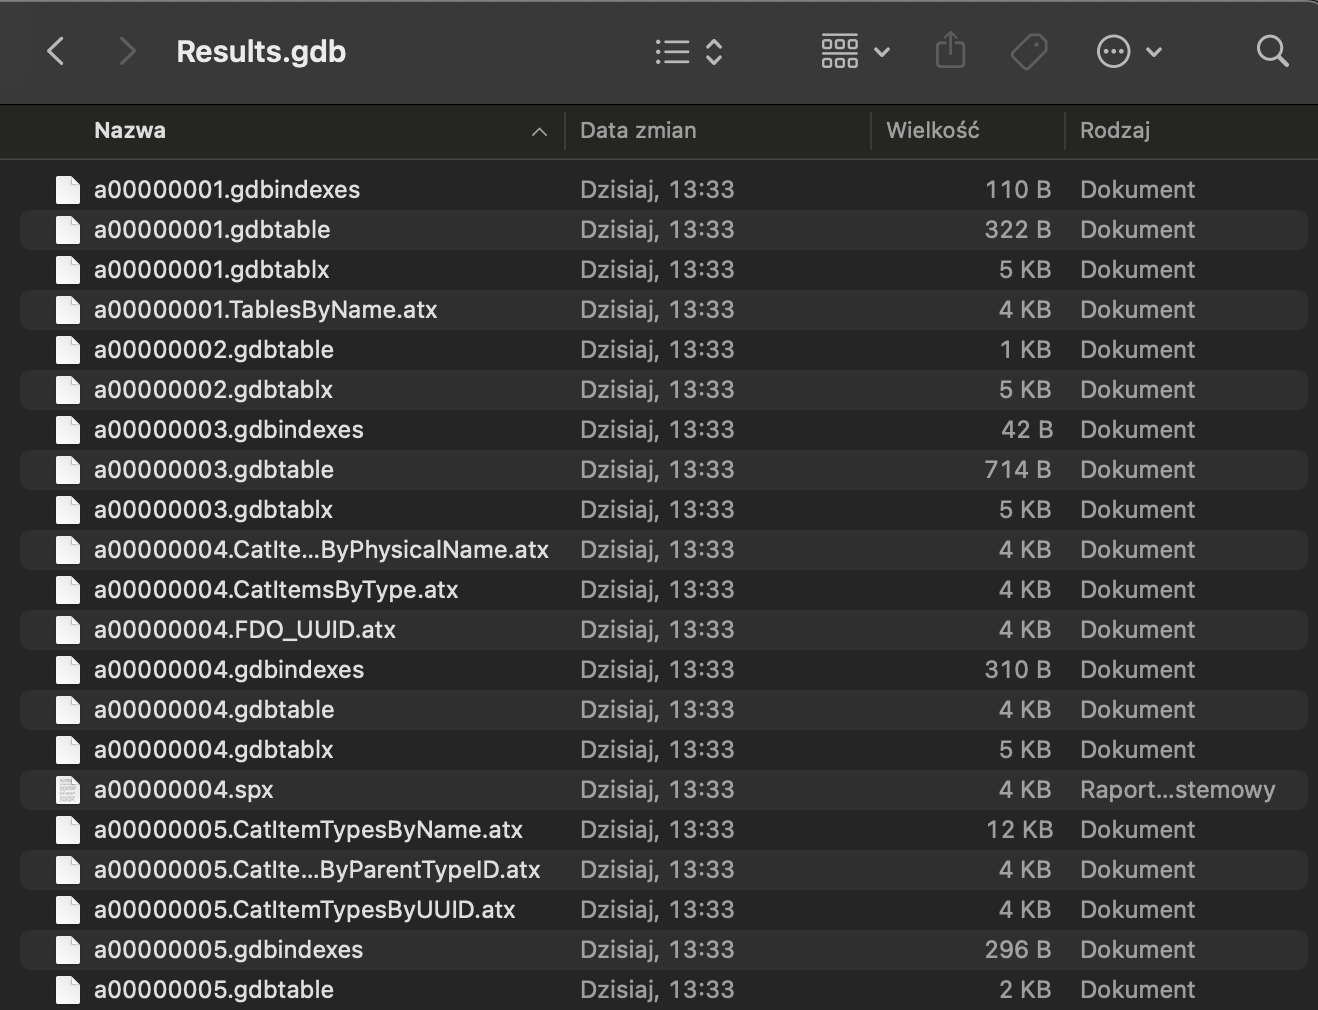 Results.gdb
Nazwa Data zmian Wielkość Rodzaj
a00000001.gdbindexes Dzisiaj, 13:33 110 B Dokument
a00000001.gdbtable Dzisiaj, 13:33 322 B Dokument
a00000001.gdbtablx Dzisiaj, 13:33 5 KB Dokument
a00000001.TablesByName.atx Dzisiaj, 13:33 4 KB Dokument
a00000002.gdbtable Dzisiaj, 13:33 1 KB Dokument
a00000002.gdbtablx Dzisiaj, 13:33 5 KB Dokument
a00000003.gdbindexes Dzisiaj, 13:33 42 B Dokument
a00000003.gdbtable Dzisiaj, 13:33 714 B Dokument
a00000003.gdbtablx Dzisiaj, 13:33 5 KB Dokument
a00000004.CatIte...ByPhysicalName.atx Dzisiaj, 13:33 4 KB Dokument
a00000004.CatItemsByType.atx Dzisiaj, 13:33 4 KB Dokument
a00000004.FDO_UUID.atx Dzisiaj, 13:33 4 KB Dokument
a00000004.gdbindexes Dzisiaj, 13:33 310 B Dokument
a00000004.gdbtable Dzisiaj, 13:33 4 KB Dokument
a00000004.gdbtablx Dzisiaj, 13:33 5 KB Dokument
a00000004.spx Dzisiaj, 13:33 4 KB Raport...stemowy
a00000005.CatItemTypesByName.atx Dzisiaj, 13:33 12 KB Dokument
a00000005.CatIte...ByParentTypeID.atx Dzisiaj, 13:33 4 KB Dokument
a00000005.CatItemTypesByUUID.atx Dzisiaj, 13:33 4 KB Dokument
a00000005.gdbindexes Dzisiaj, 13:33 296 B Dokument
a00000005.gdbtable Dzisiaj, 13:33 2 KB Dokument